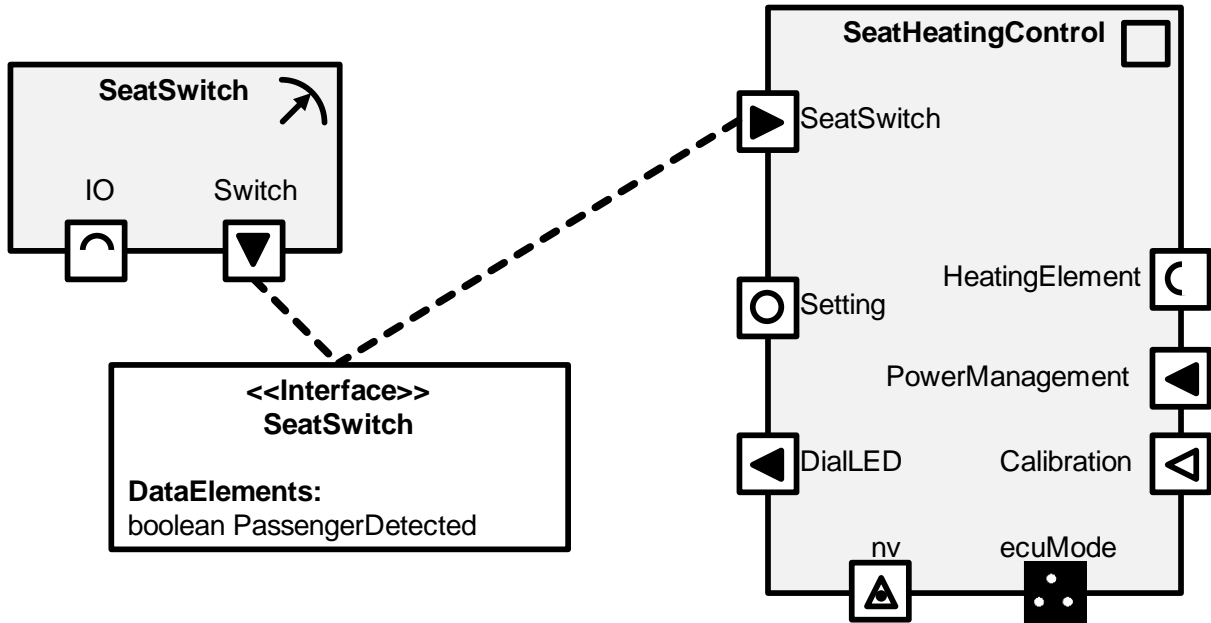 SeatHeatingControl
SeatSwitch
SeatSwitch
IO
Switch
HeatingElement
Setting
PowerManagement
<<Interface>>
SeatSwitch
DialLED
Calibration
DataElements:
boolean PassengerDetected
nv
ecuMode